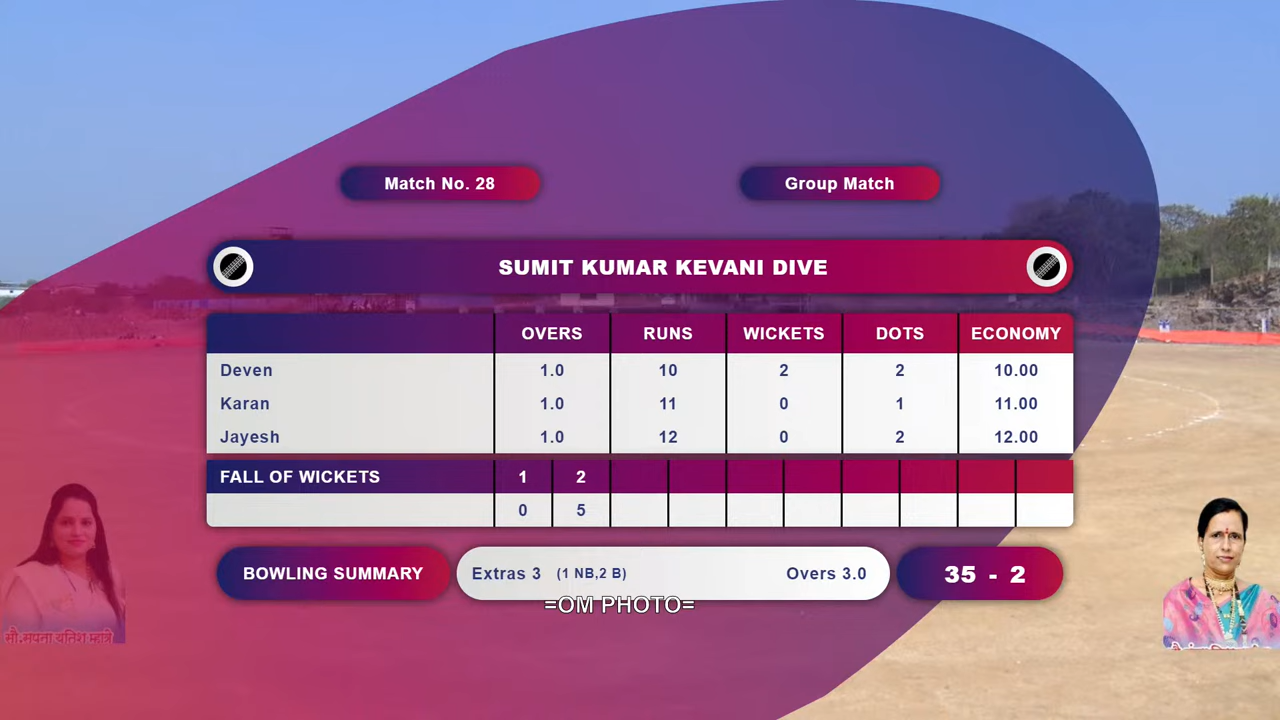 Match No. 28
Group Match
SUMIT KUMAR KEVANI DIVE
OVERS RUNS WICKETS DOTS ECONOMY
Deven 1.0 10 2 2 10.00
Karan 1.0 11 0 1 11.00
Jayesh 1.0 12 0 2 12.00
FALL OF WICKETS 1 2
0 5
BOWLING SUMMARY Extras 3 (1 NB,2 B) Overs 3.0 35 - 2
=OM PHOTO=
सौ.सपना यतिश म्हात्रे